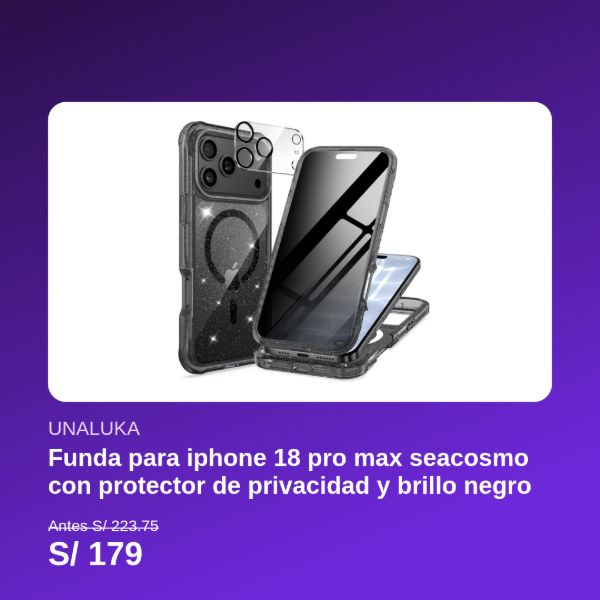 UNALUKA
Funda para iphone 18 pro max seacosmo
con protector de privacidad y brillo negro
Antes S/ 223.75
S/ 179